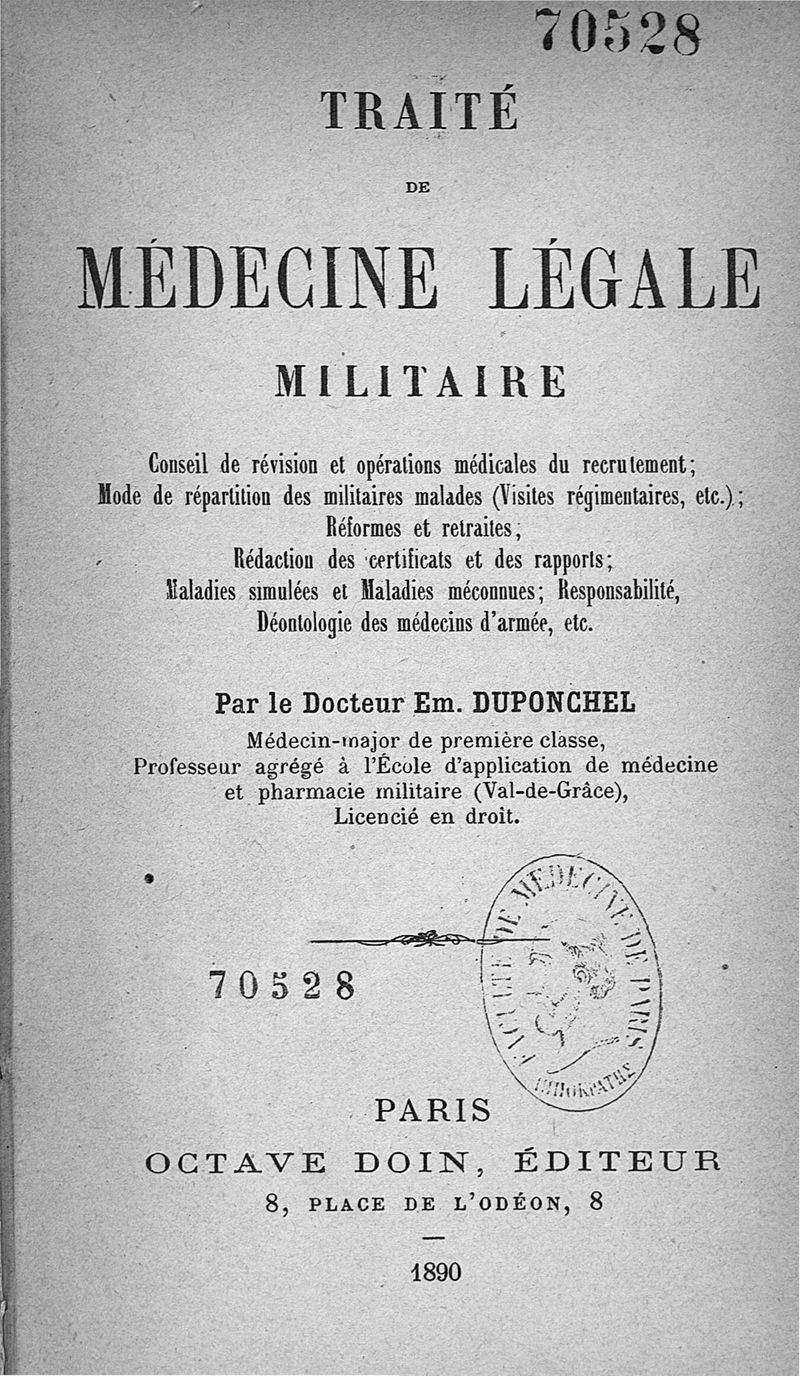 70528
TRAITÉ
DE
MÉDECINE LÉGALE
MILITAIRE
Conseil de révision et opérations médicales du recrutement;
Mode de répartition des militaires malades (Visites régimentaires, etc.);
Réformes et retraites;
Rédaction des certificats et des rapports;
Maladies simulées et Maladies méconnues; Responsabilité,
Déontologie des médecins d'armée, etc.
Par le Docteur Em. DUPONCHEL
Médecin-major de première classe,
Professeur agrégé à l'École d'application de médecine
et pharmacie militaire (Val-de-Grâce),
Licencié en droit.
FACULTÉ DE MEDECINE DE PARIS
ΙΠΠΟΚΡΑΤΗΣ
70528
PARIS
OCTAVE DOIN, ÉDITEUR
8, PLACE DE L'ODÉON, 8
1890